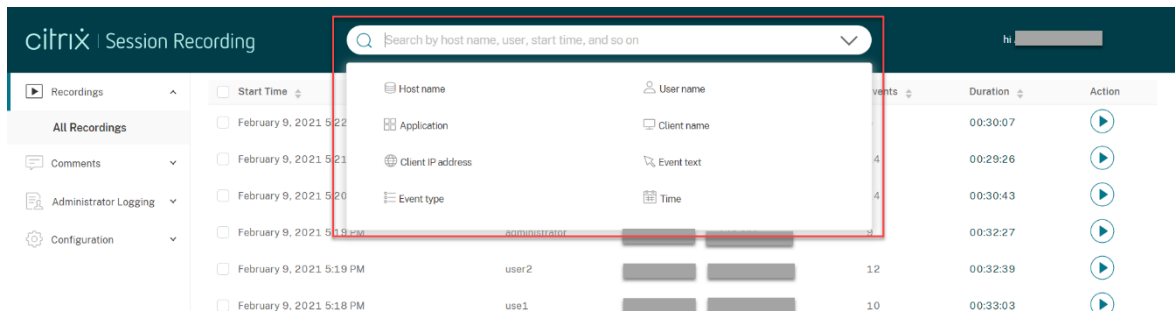 citrix | Session Recording
Search by host name, user, start time, and so on
hi
Recordings
Start Time
Host name
User name
vents
Duration
Action
All Recordings
February 9, 2021 5:22
Application
Client name
00:30:07
Comments
February 9, 2021 5:21
Client IP address
Event text
4
00:29:26
Administrator Logging
February 9, 2021 5:20
Event type
Time
4
00:30:43
Configuration
February 9, 2021 5:19 PM
administrator
9
00:32:27
February 9, 2021 5:19 PM
user2
12
00:32:39
February 9, 2021 5:18 PM
use1
10
00:33:03